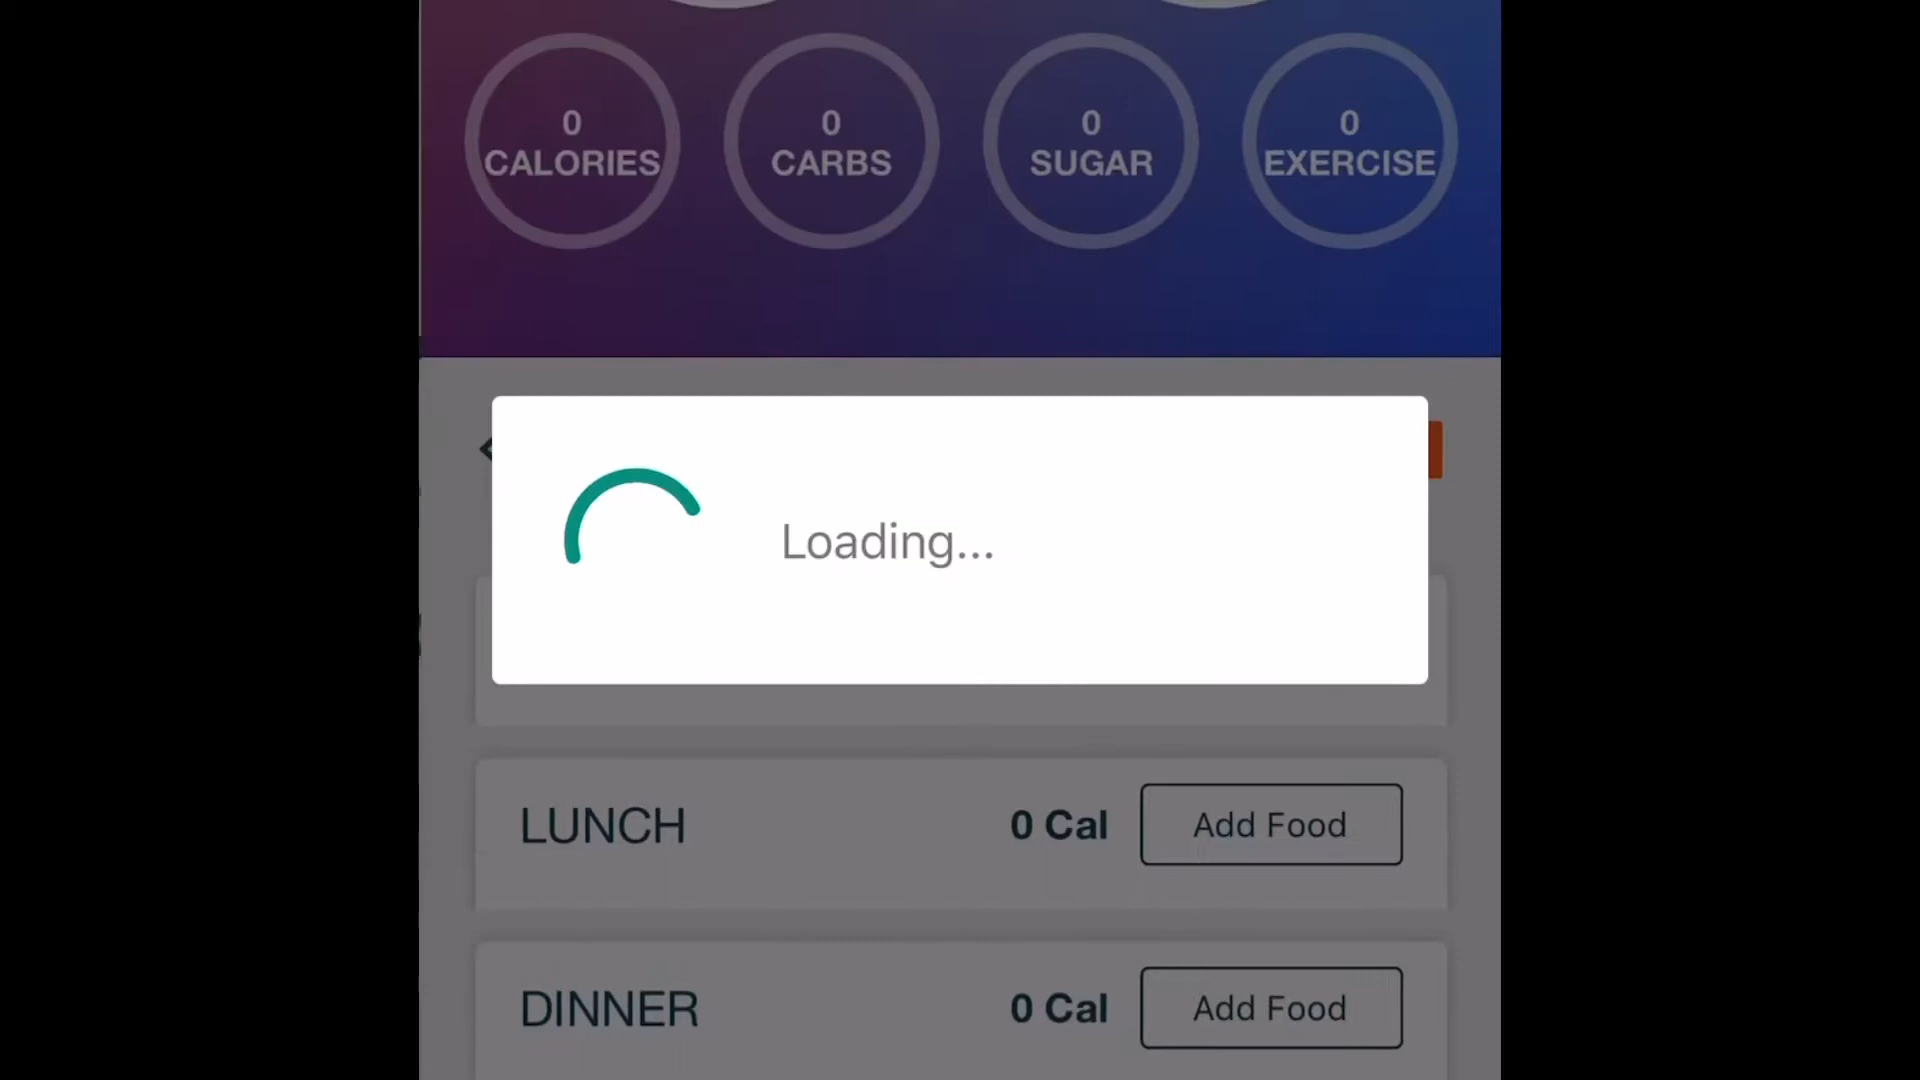 0 0 0 0
CALORIES CARBS SUGAR EXERCISE
Loading...
LUNCH 0 Cal Add Food
DINNER 0 Cal Add Food